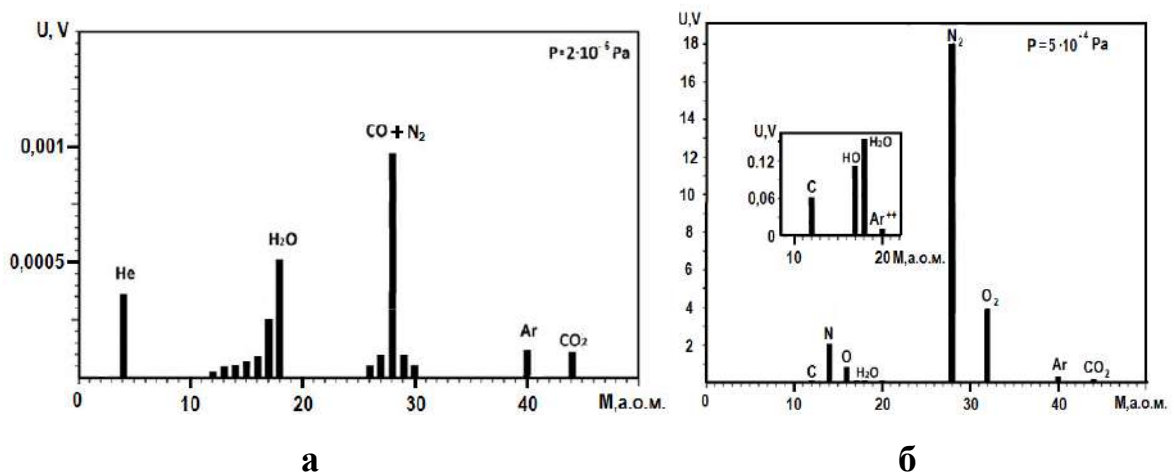 U, V
P=2·10⁻⁶ Pa
0,001
0,0005
He
H₂O
CO + N₂
Ar
CO₂
0
20
40
M,а.о.м.
а
U,V
18
16
14
12
10
8
6
4
2
N₂
P = 5·10⁻⁴ Pa
U,V
0.12
0,06
0
C
HO
H₂O
Ar⁺⁺
10
20
M,а.о.м.
C
N
O
H₂O
O₂
Ar
CO₂
0
10
20
30
40
M,а.о.м.
б